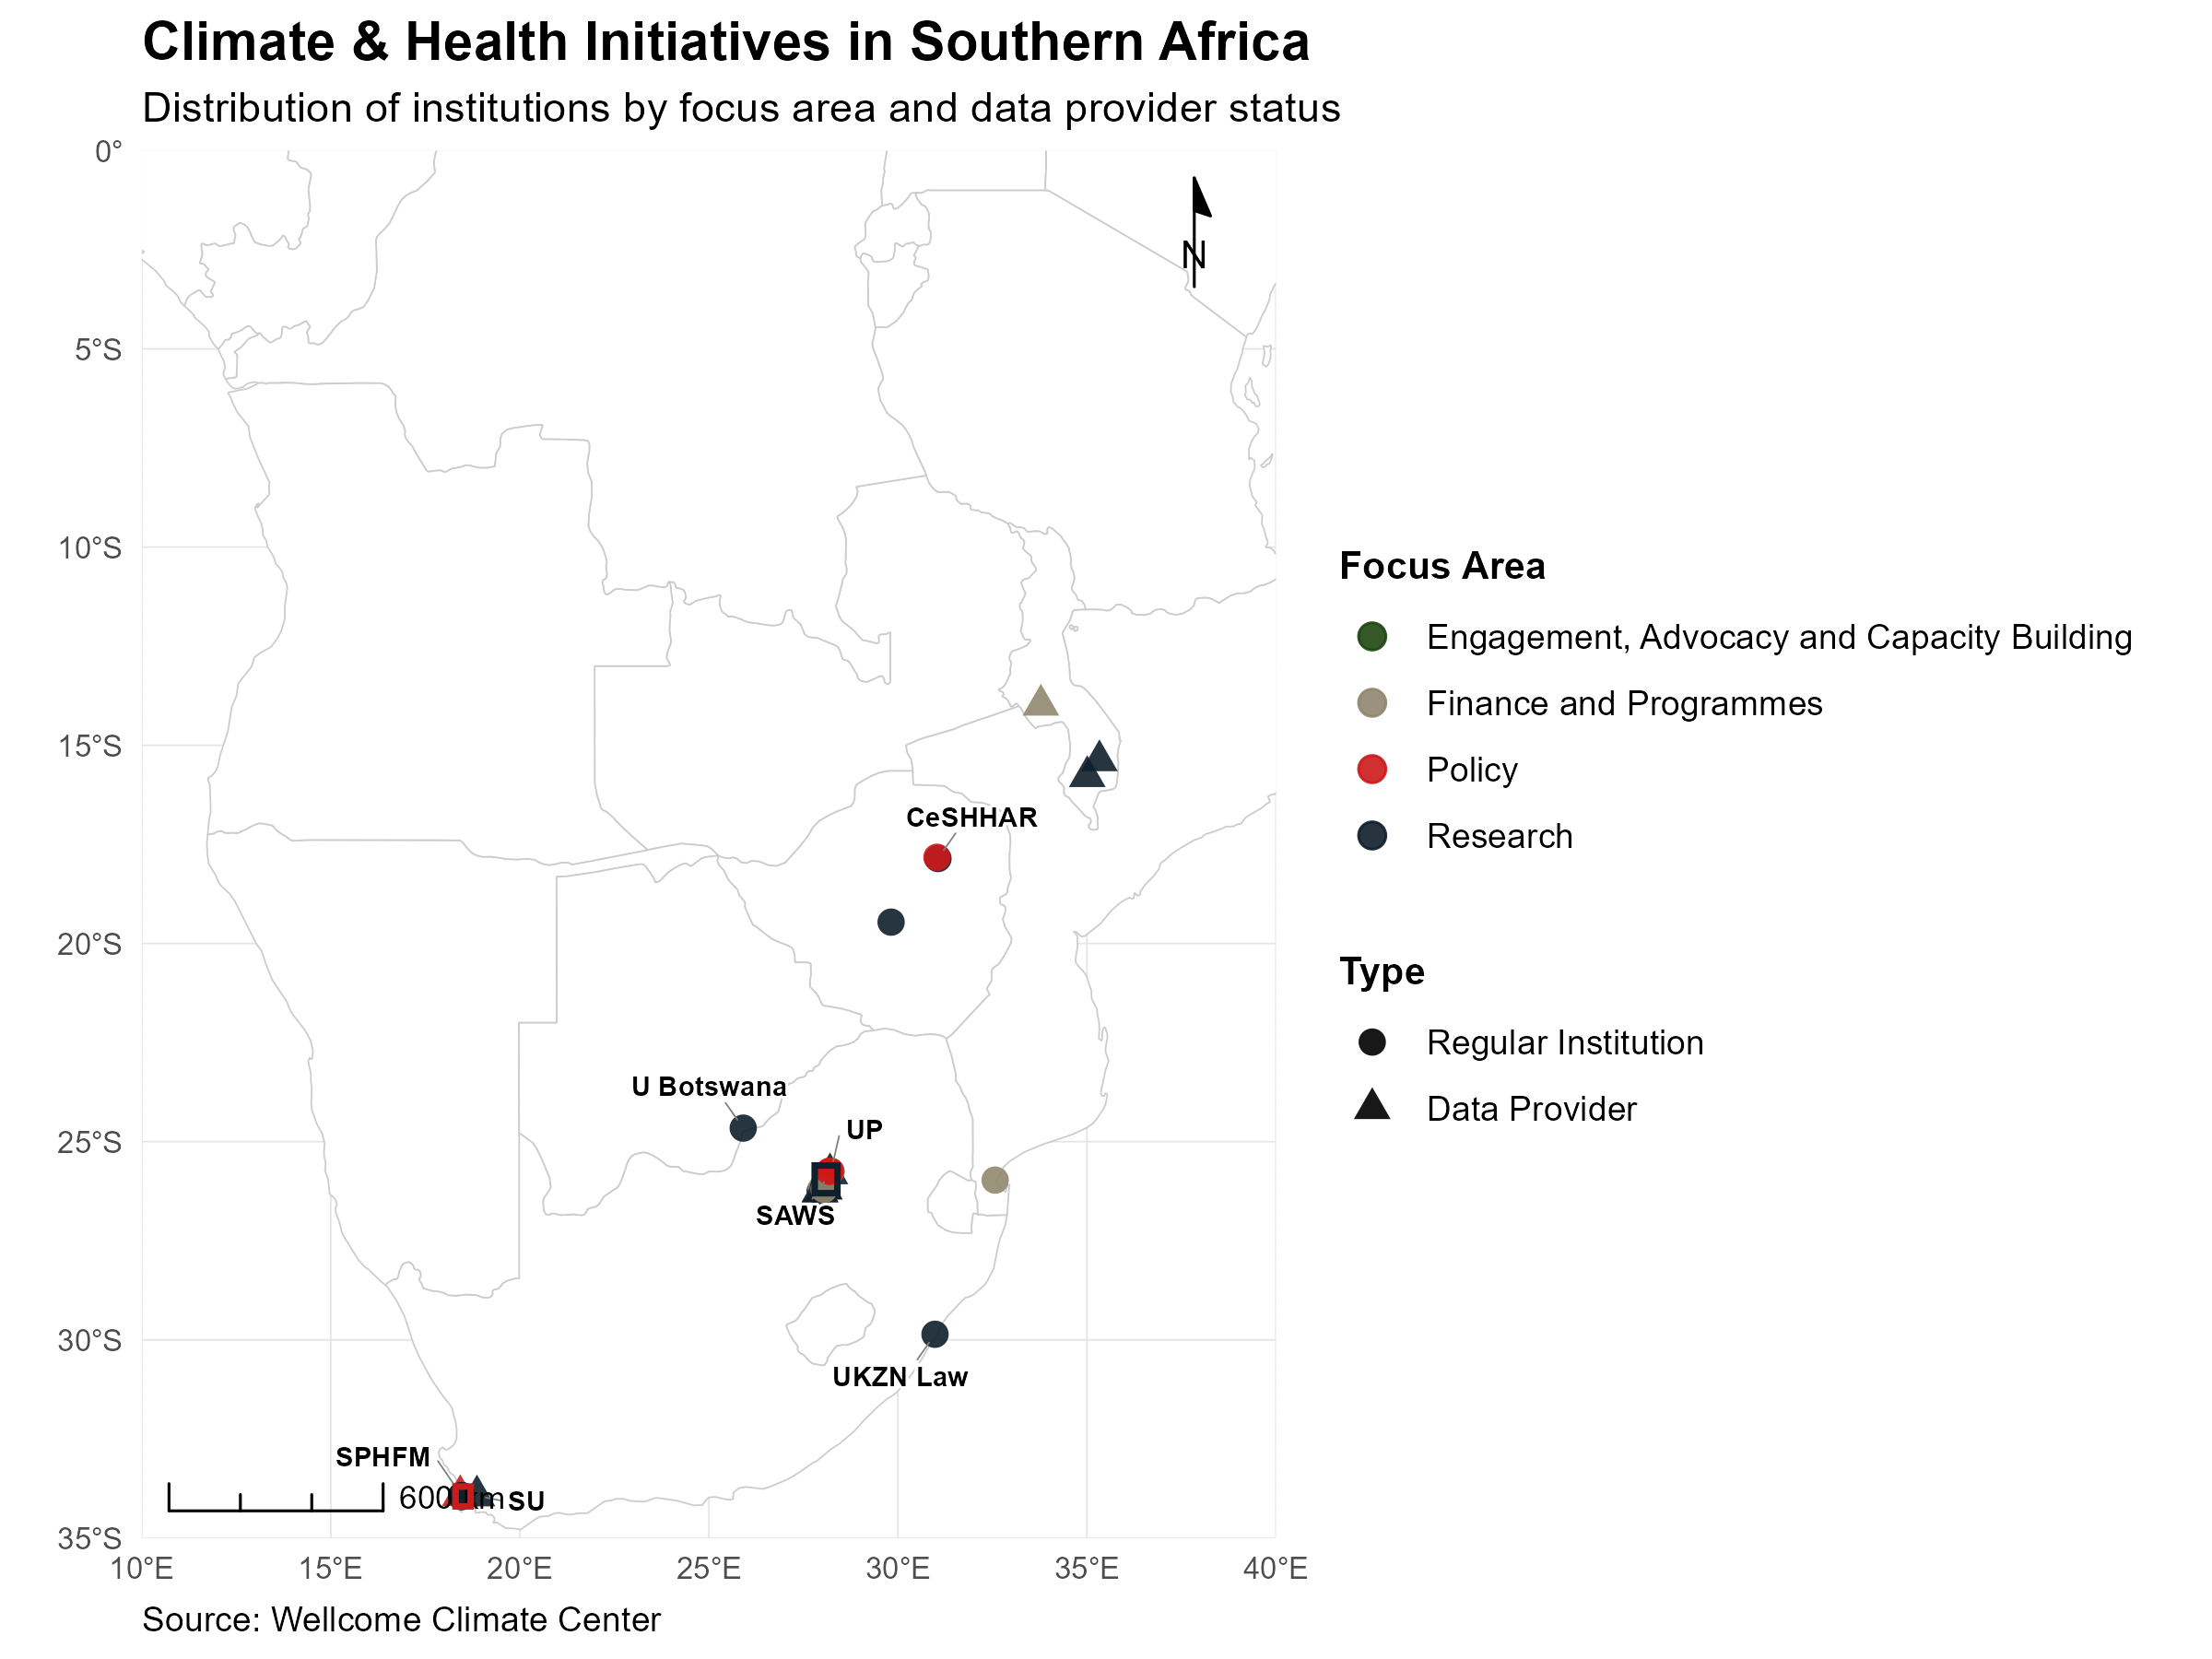 Climate & Health Initiatives in Southern Africa
Distribution of institutions by focus area and data provider status
0°
5°S
10°S
15°S
20°S
25°S
30°S
35°S
N
CeSHHAR
U Botswana
UP
SAWS
UKZN Law
SPHFM
600 km
SU
10°E 15°E 20°E 25°E 30°E 35°E 40°E
Focus Area
Engagement, Advocacy and Capacity Building
Finance and Programmes
Policy
Research
Type
Regular Institution
Data Provider
Source: Wellcome Climate Center